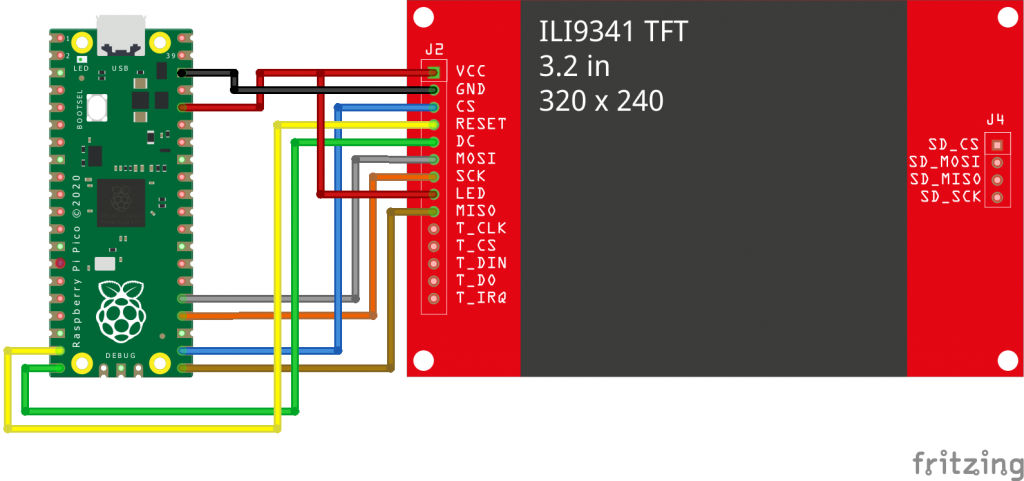 1
2
39
LED
USB
BOOTSEL
Raspberry Pi Pico ©2020
DEBUG
J2
VCC
GND
CS
RESET
DC
MOSI
SCK
LED
MISO
T_CLK
T_CS
T_DIN
T_DO
T_IRQ
ILI9341 TFT
3.2 in
320 x 240
J4
SD_CS
SD_MOSI
SD_MISO
SD_SCK
fritzing